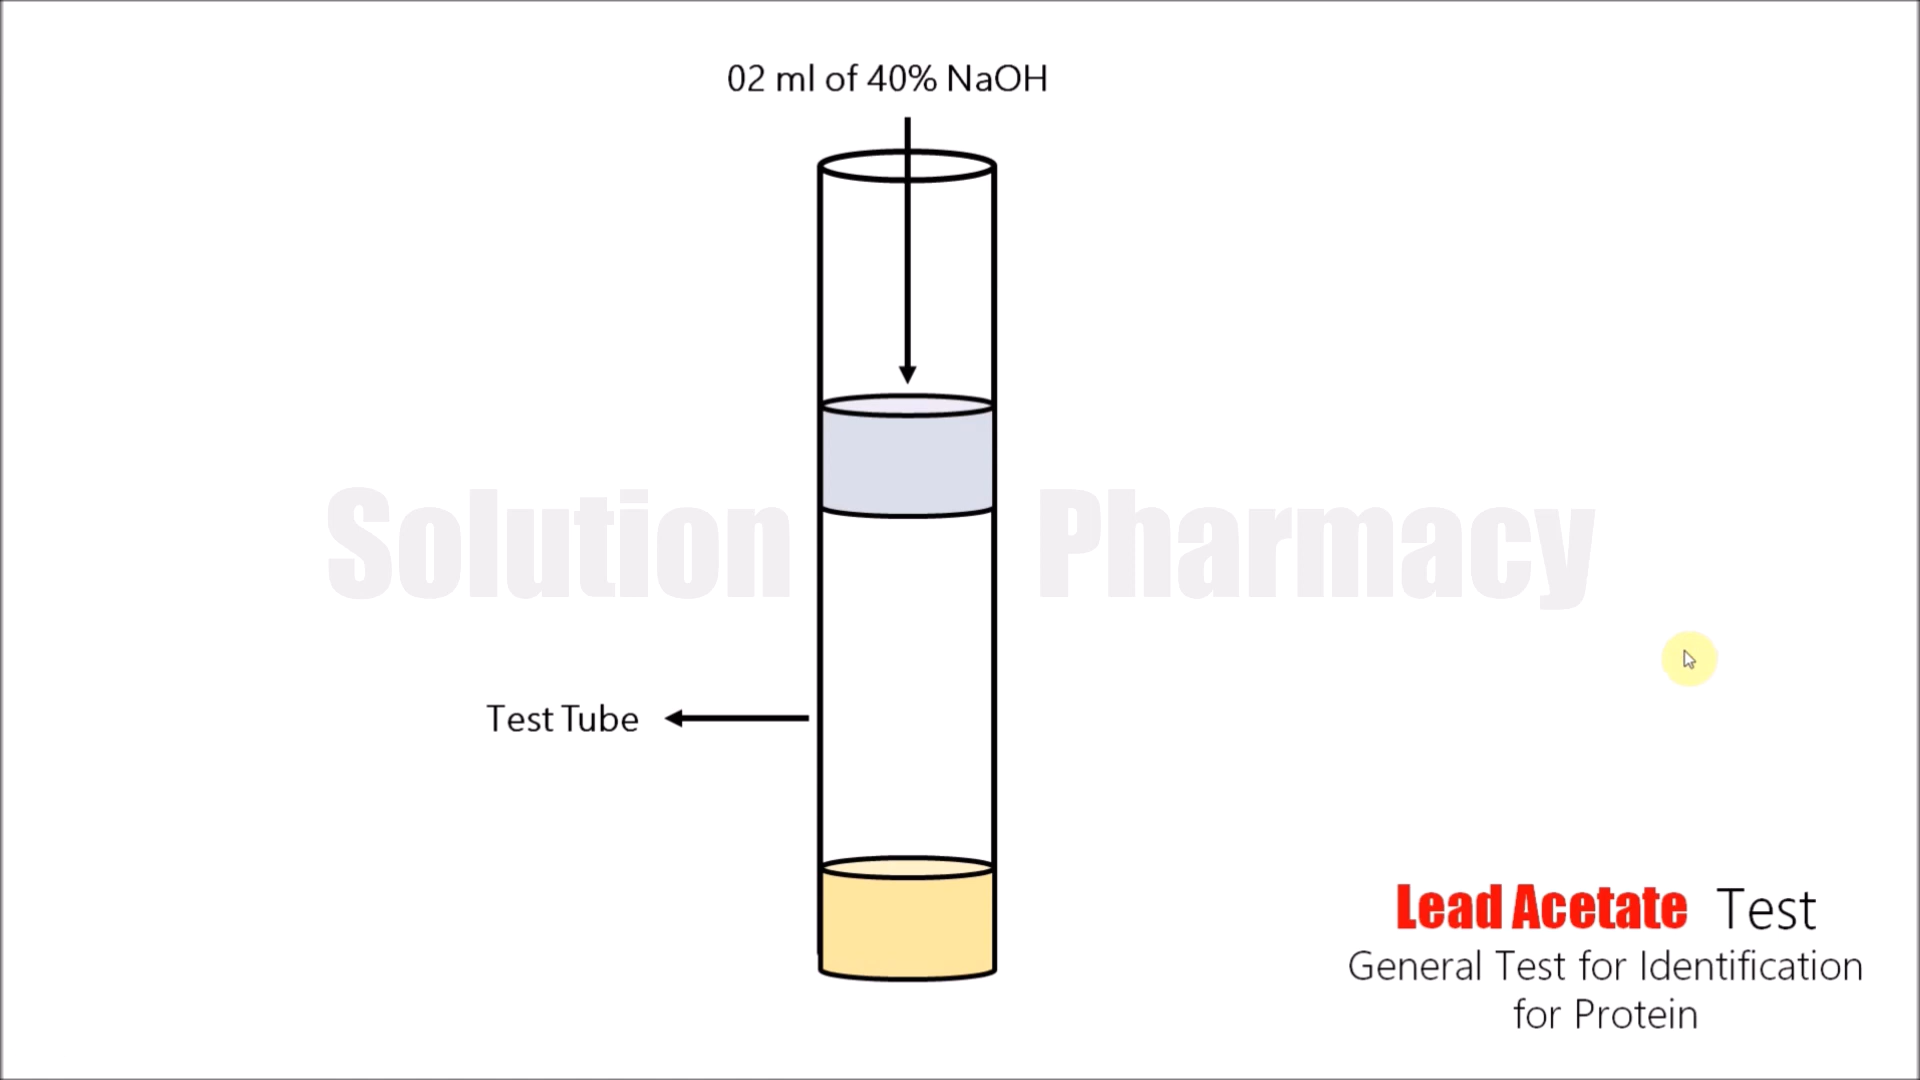 02 ml of 40% NaOH
Solution Pharmacy
Test Tube
Lead Acetate Test
General Test for Identification
for Protein